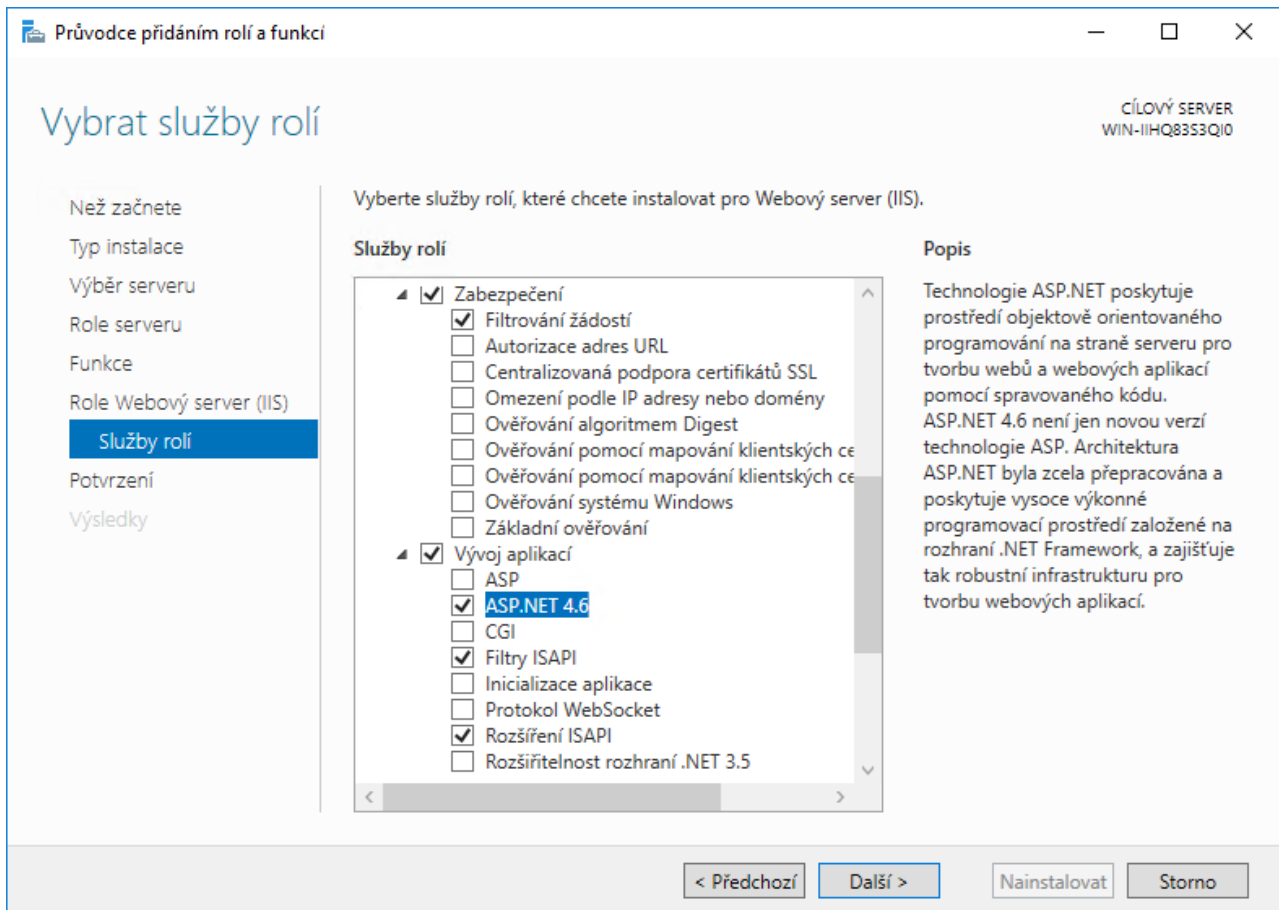 Průvodce přidáním rolí a funkcí
Vybrat služby rolí
CÍLOVÝ SERVER
WIN-IIHQ83S3QI0
Než začnete
Typ instalace
Výběr serveru
Role serveru
Funkce
Role Webový server (IIS)
Služby rolí
Potvrzení
Výsledky
Vyberte služby rolí, které chcete instalovat pro Webový server (IIS).
Služby rolí
Zabezpečení
Filtrování žádostí
Autorizace adres URL
Centralizovaná podpora certifikátů SSL
Omezení podle IP adresy nebo domény
Ověřování algoritmem Digest
Ověřování pomocí mapování klientských ce
Ověřování pomocí mapování klientských ce
Ověřování systému Windows
Základní ověřování
Vývoj aplikací
ASP
ASP.NET 4.6
CGI
Filtry ISAPI
Inicializace aplikace
Protokol WebSocket
Rozšíření ISAPI
Rozšiřitelnost rozhraní .NET 3.5
Popis
Technologie ASP.NET poskytuje
prostředí objektově orientovaného
programování na straně serveru pro
tvorbu webů a webových aplikací
pomocí spravovaného kódu.
ASP.NET 4.6 není jen novou verzí
technologie ASP. Architektura
ASP.NET byla zcela přepracována a
poskytuje vysoce výkonné
programovací prostředí založené na
rozhraní .NET Framework, a zajišťuje
tak robustní infrastrukturu pro
tvorbu webových aplikací.
< Předchozí
Další >
Nainstalovat
Storno